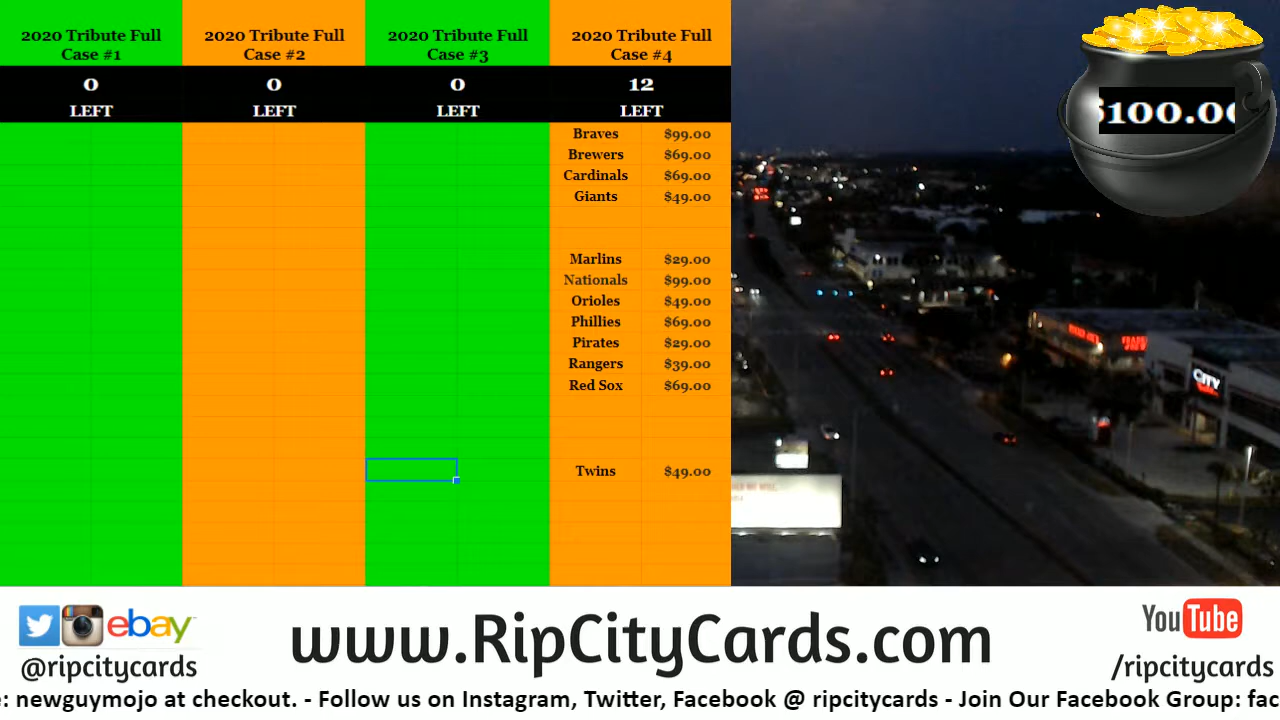 2020 Tribute Full Case #1
0
LEFT
2020 Tribute Full Case #2
0
LEFT
2020 Tribute Full Case #3
0
LEFT
2020 Tribute Full Case #4
12
LEFT
Braves $99.00
Brewers $69.00
Cardinals $69.00
Giants $49.00
Marlins $29.00
Nationals $99.00
Orioles $49.00
Phillies $69.00
Pirates $29.00
Rangers $39.00
Red Sox $69.00
Twins $49.00
$100.00
CITY
ebay
@ripcitycards
www.RipCityCards.com
YouTube
/ripcitycards
: newguymojo at checkout. - Follow us on Instagram, Twitter, Facebook @ ripcitycards - Join Our Facebook Group: fac